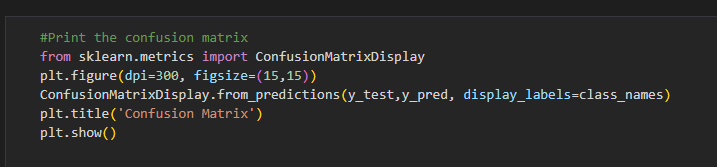 #Print the confusion matrix
from sklearn.metrics import ConfusionMatrixDisplay
plt.figure(dpi=300, figsize=(15,15))
ConfusionMatrixDisplay.from_predictions(y_test,y_pred, display_labels=class_names)
plt.title('Confusion Matrix')
plt.show()